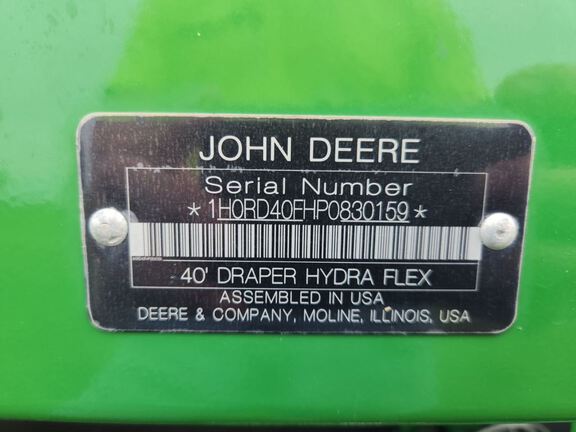 JOHN DEERE
Serial Number
*1H0RD40FHP0830159*
40' DRAPER HYDRA FLEX
ASSEMBLED IN USA
DEERE & COMPANY, MOLINE, ILLINOIS, USA